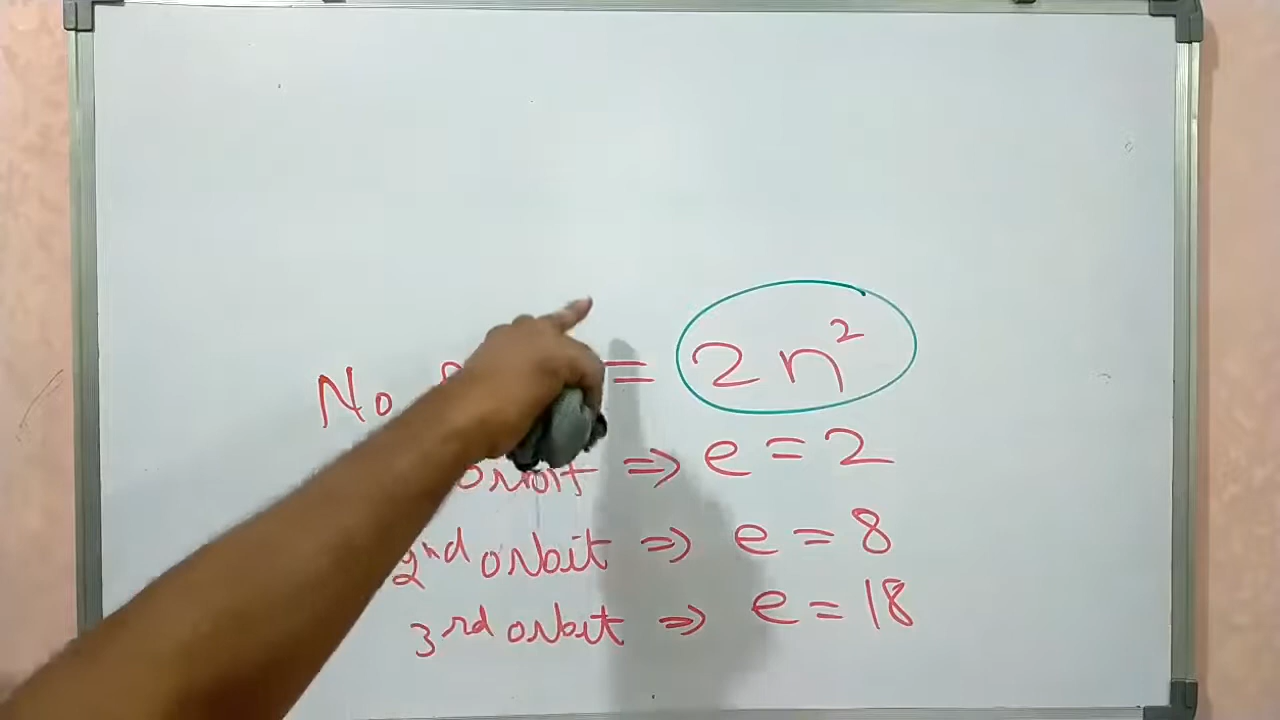 No = 2n²
orbit ⇒ e = 2
2nd orbit ⇒ e = 8
3rd orbit ⇒ e = 18